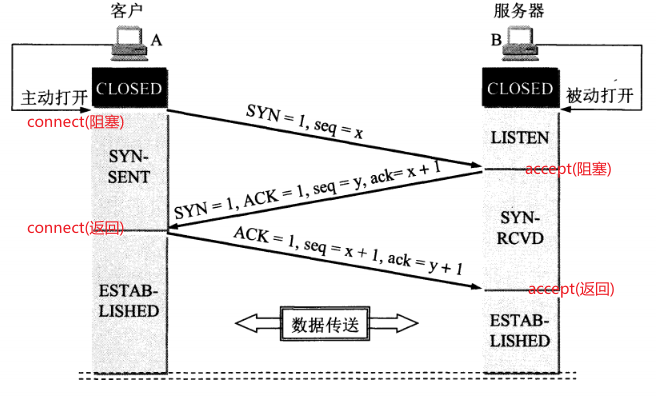 客户
服务器
A
B
CLOSED
CLOSED
主动打开
被动打开
connect(阻塞)
SYN = 1, seq = x
LISTEN
SYN-
SENT
accept(阻塞)
SYN = 1, ACK = 1, seq = y, ack= x + 1
connect(返回)
SYN-
RCVD
ACK = 1, seq = x + 1, ack = y + 1
accept(返回)
ESTAB-
LISHED
数据传送
ESTAB-
LISHED